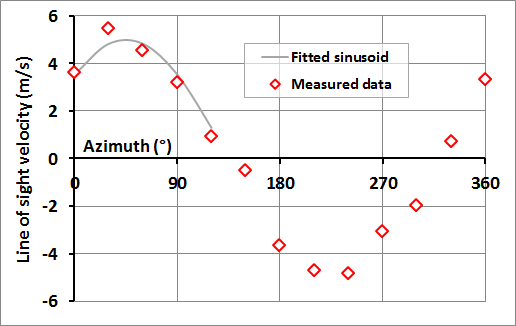 6
4
2
0
-2
-4
-6
Line of sight velocity (m/s)
Fitted sinusoid
Measured data
Azimuth (°)
0 90 180 270 360